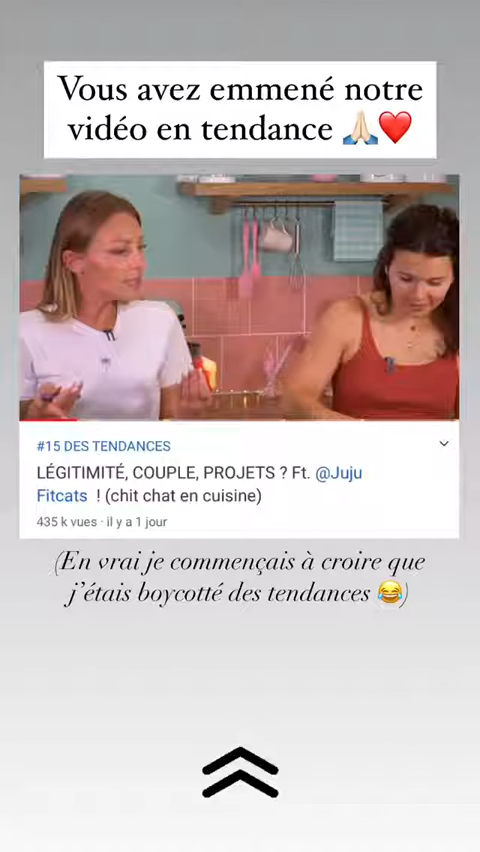 Vous avez emmené notre
vidéo en tendance 🙏🏻❤️
#15 DES TENDANCES
LÉGITIMITÉ, COUPLE, PROJETS ? Ft. @Juju
Fitcats ! (chit chat en cuisine)
435 k vues · il y a 1 jour
(En vrai je commençais à croire que
j’étais boycotté des tendances 😂)